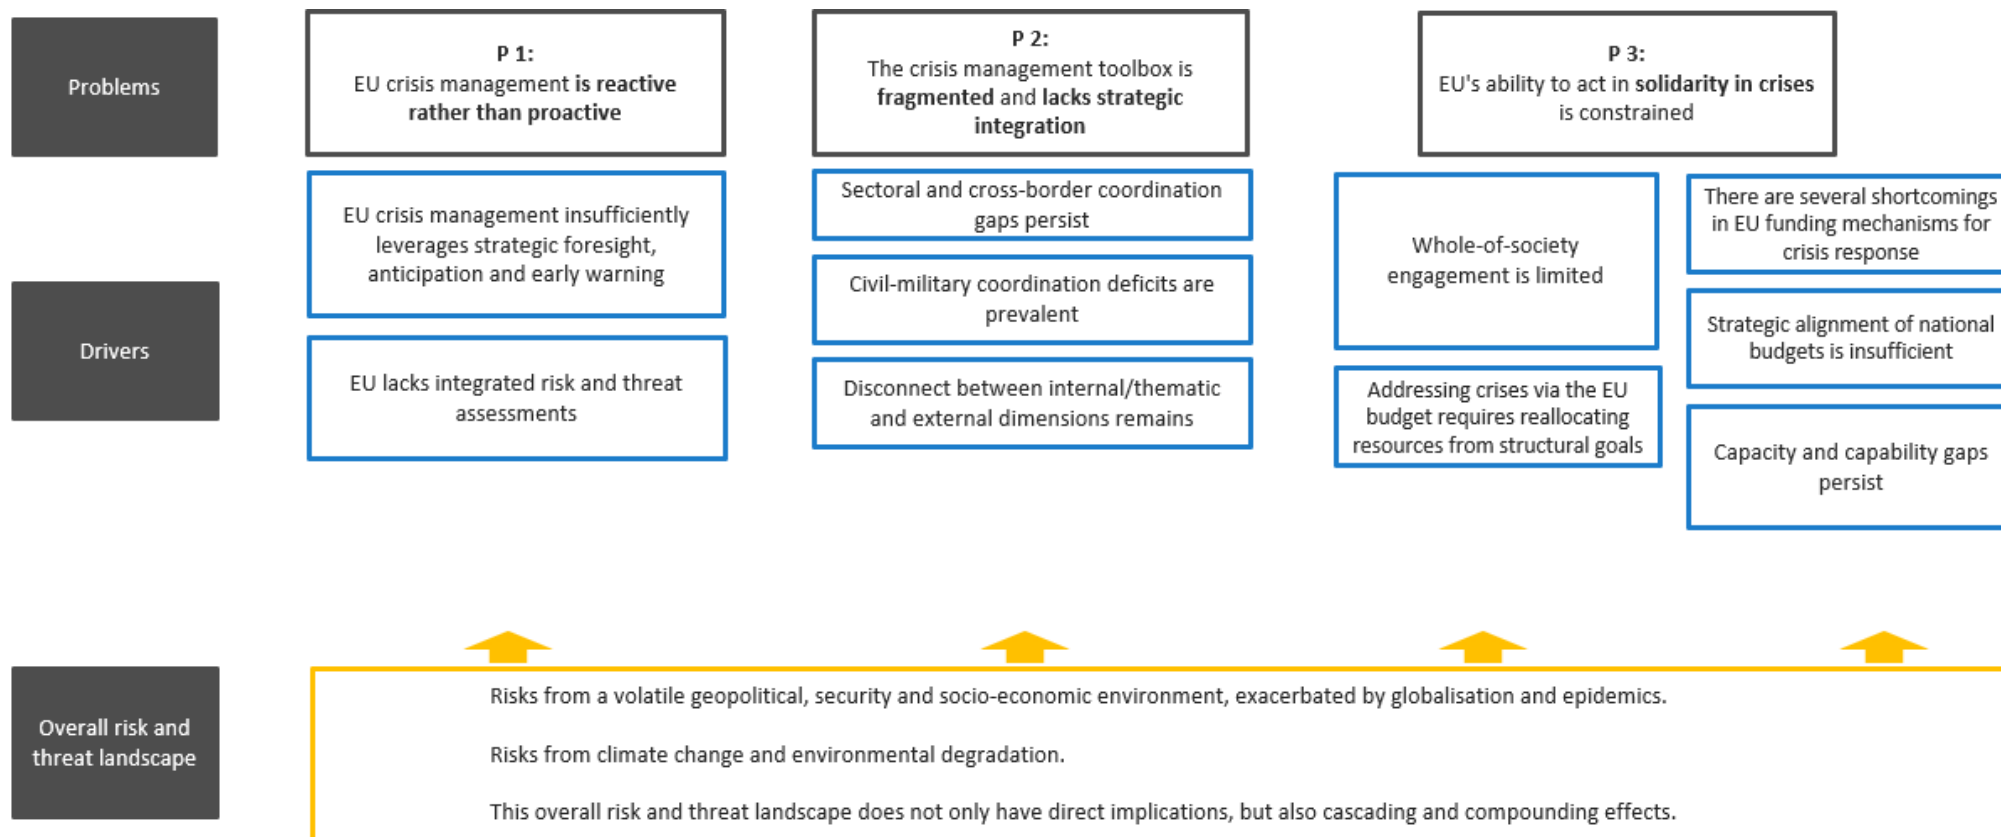 Problems
P 1:
EU crisis management is reactive
rather than proactive
P 2:
The crisis management toolbox is
fragmented and lacks strategic
integration
P 3:
EU's ability to act in solidarity in crises
is constrained
Drivers
EU crisis management insufficiently
leverages strategic foresight,
anticipation and early warning
EU lacks integrated risk and threat
assessments
Sectoral and cross-border coordination
gaps persist
Civil-military coordination deficits are
prevalent
Disconnect between internal/thematic
and external dimensions remains
Whole-of-society
engagement is limited
Addressing crises via the EU
budget requires reallocating
resources from structural goals
There are several shortcomings
in EU funding mechanisms for
crisis response
Strategic alignment of national
budgets is insufficient
Capacity and capability gaps
persist
Overall risk and
threat landscape
Risks from a volatile geopolitical, security and socio-economic environment, exacerbated by globalisation and epidemics.
Risks from climate change and environmental degradation.
This overall risk and threat landscape does not only have direct implications, but also cascading and compounding effects.